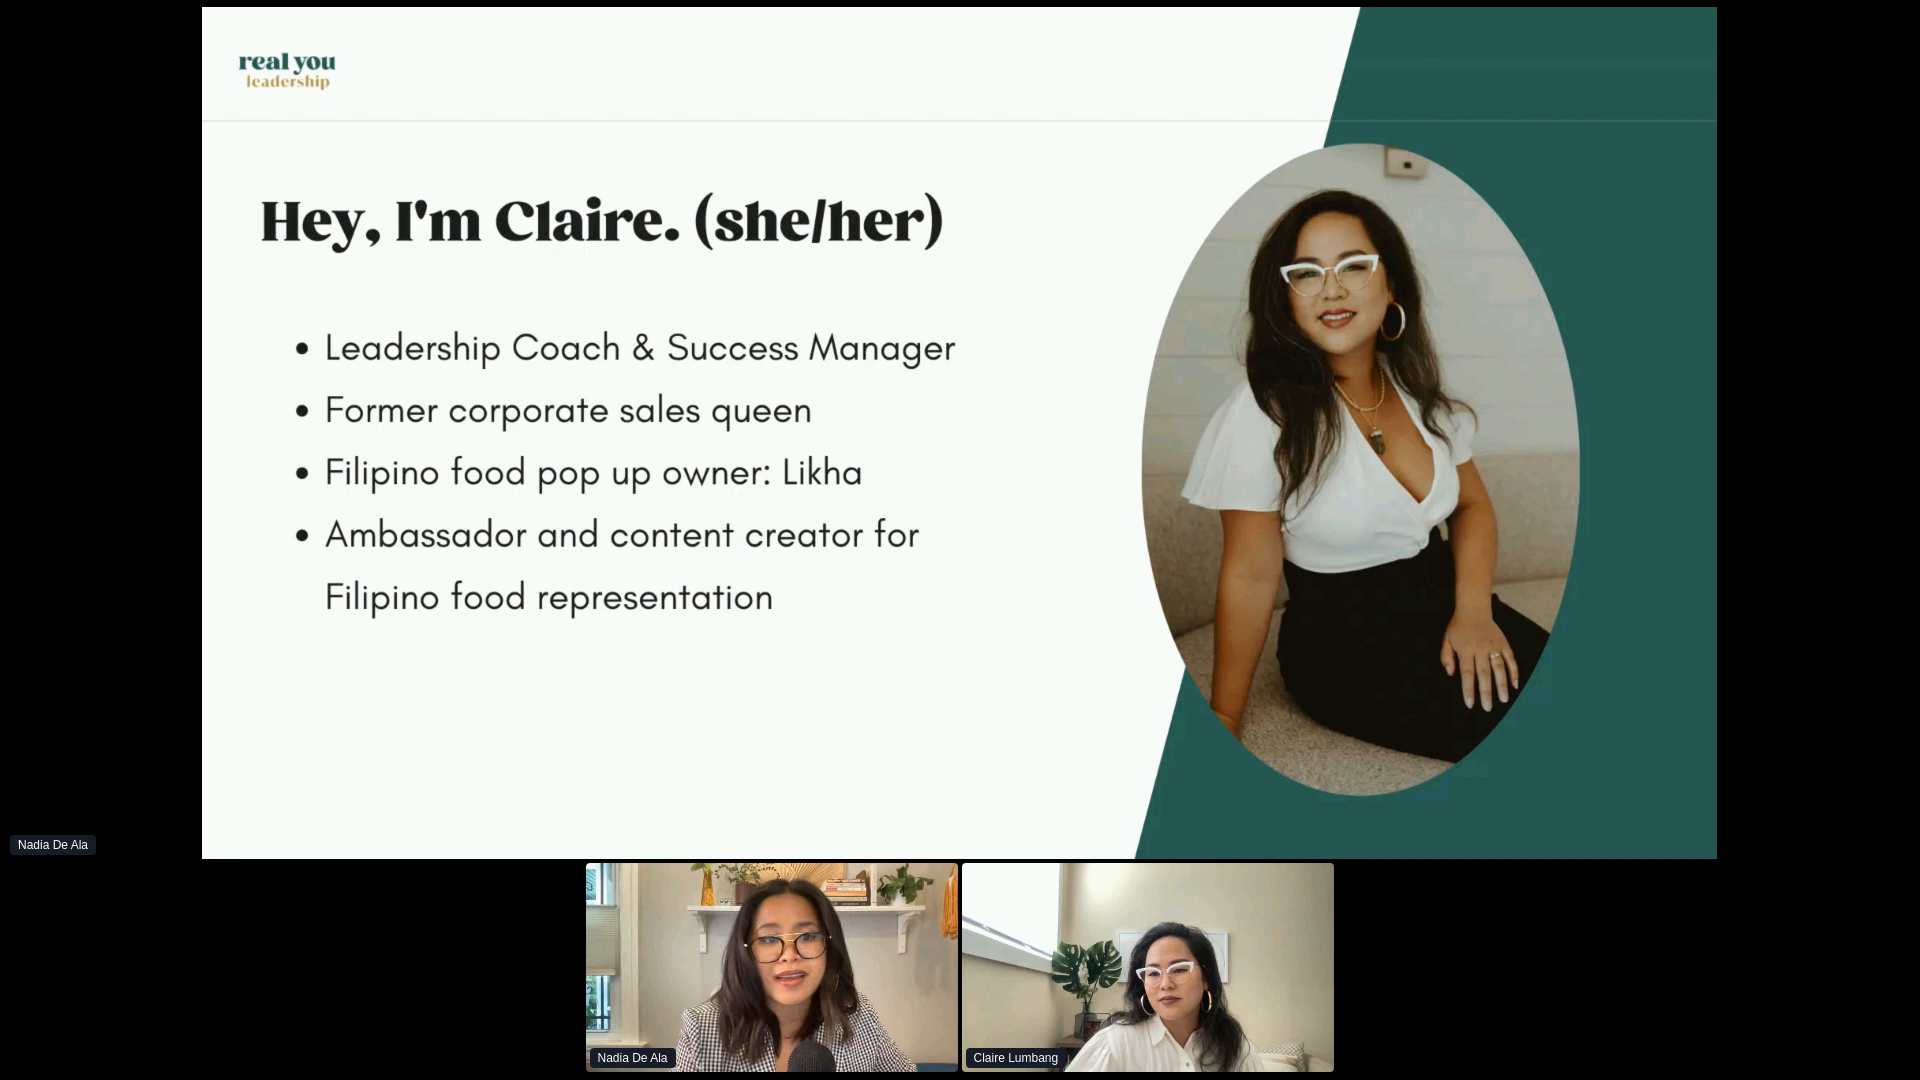 real you
leadership
Hey, I'm Claire. (she/her)
• Leadership Coach & Success Manager
• Former corporate sales queen
• Filipino food pop up owner: Likha
• Ambassador and content creator for
Filipino food representation
Nadia De Ala
Nadia De Ala
Claire Lumbang